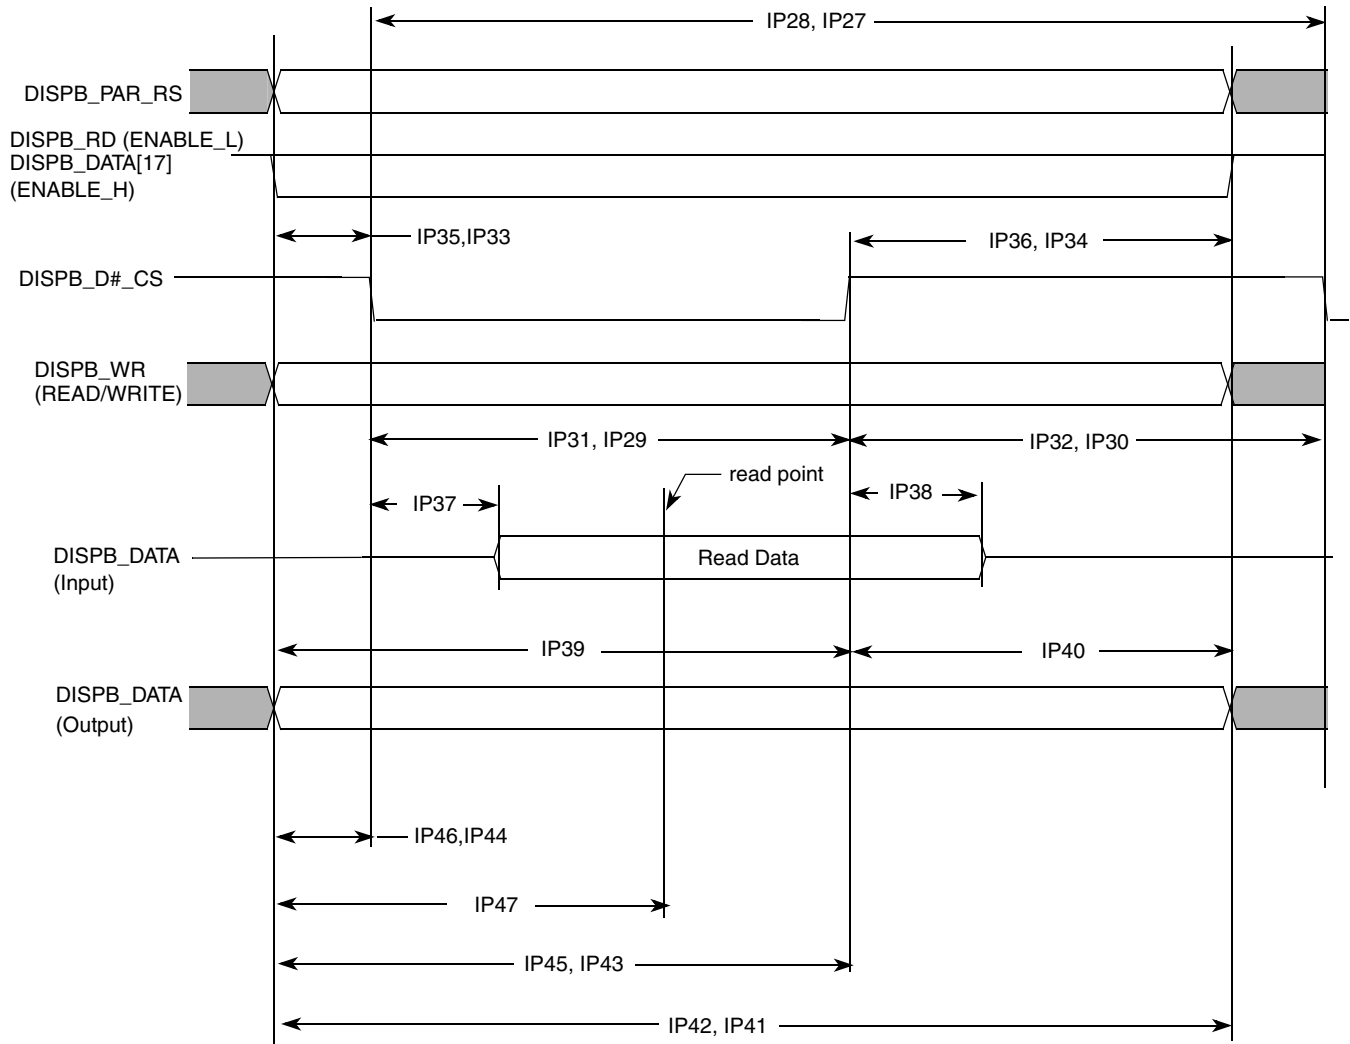 IP28, IP27
DISPB_PAR_RS
DISPB_RD (ENABLE_L)
DISPB_DATA[17]
(ENABLE_H)
IP35,IP33
IP36, IP34
DISPB_D#_CS
DISPB_WR
(READ/WRITE)
IP31, IP29
IP32, IP30
read point
IP37
IP38
DISPB_DATA
(Input)
Read Data
IP39
IP40
DISPB_DATA
(Output)
IP46,IP44
IP47
IP45, IP43
IP42, IP41